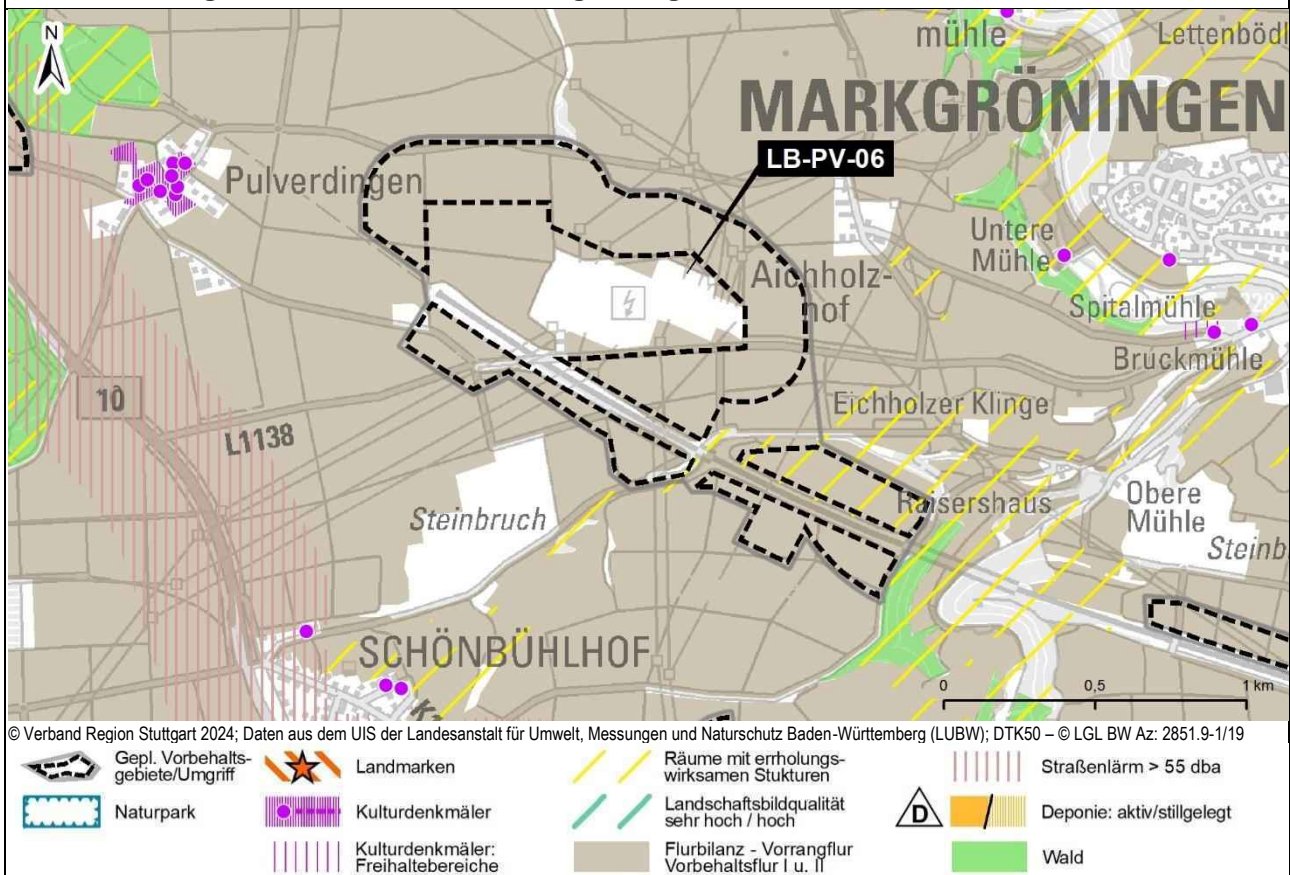 N
mühle
Lettenbödl
MARKGRÖNINGEN
LB-PV-06
Pulverdingen
Untere
Mühle
Aichholz-
hof
Spitalmühle
Bruckmühle
10
L1138
Eichholzer Klinge
Raisershaus
Obere
Mühle
Steinbruch
Steinb
SCHÖNBÜHLHOF
0 0,5 1 km
© Verband Region Stuttgart 2024; Daten aus dem UIS der Landesanstalt für Umwelt, Messungen und Naturschutz Baden-Württemberg (LUBW); DTK50 – © LGL BW Az: 2851.9-1/19
Gepl. Vorbehalts-
gebiete/Umgriff
Naturpark
Landmarken
Kulturdenkmäler
Kulturdenkmäler:
Freihaltebereiche
Räume mit errholungs-
wirksamen Stukturen
Landschaftsbildqualität
sehr hoch / hoch
Flurbilanz - Vorrangflur
Vorbehaltsflur I u. II
Straßenlärm > 55 dba
D
Deponie: aktiv/stillgelegt
Wald